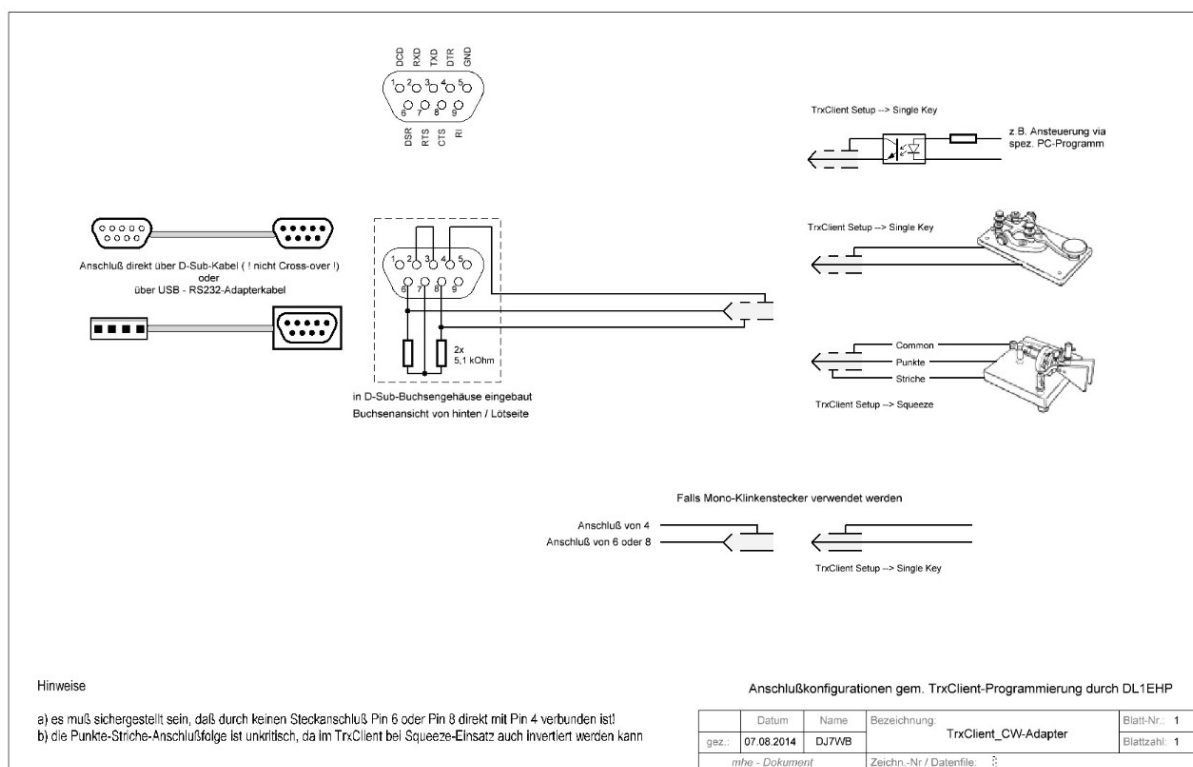 DCD RXD TXD DTR GND
1 2 3 4 5
6 7 8 9
DSR RTS CTS RI
TrxClient Setup --> Single Key
z.B. Ansteuerung via
spez. PC-Programm
TrxClient Setup --> Single Key
Anschluß direkt über D-Sub-Kabel ( ! nicht Cross-over !)
oder
über USB - RS232-Adapterkabel
1 2 3 4 5
6 7 8 9
2x
5,1 kOhm
in D-Sub-Buchsengehäuse eingebaut
Buchsenansicht von hinten / Lötseite
Common
Punkte
Striche
TrxClient Setup --> Squeeze
Falls Mono-Klinkenstecker verwendet werden
Anschluß von 4
Anschluß von 6 oder 8
TrxClient Setup --> Single Key
Hinweise
a) es muß sichergestellt sein, daß durch keinen Steckanschluß Pin 6 oder Pin 8 direkt mit Pin 4 verbunden ist!
b) die Punkte-Striche-Anschlußfolge ist unkritisch, da im TrxClient bei Squeeze-Einsatz auch invertiert werden kann
Anschlußkonfigurationen gem. TrxClient-Programmierung durch DL1EHP
Datum Name Bezeichnung: Blatt-Nr.: 1
gez.: 07.08.2014 DJ7WB TrxClient_CW-Adapter Blattzahl: 1
mhe - Dokument Zeichn.-Nr / Datenfile: